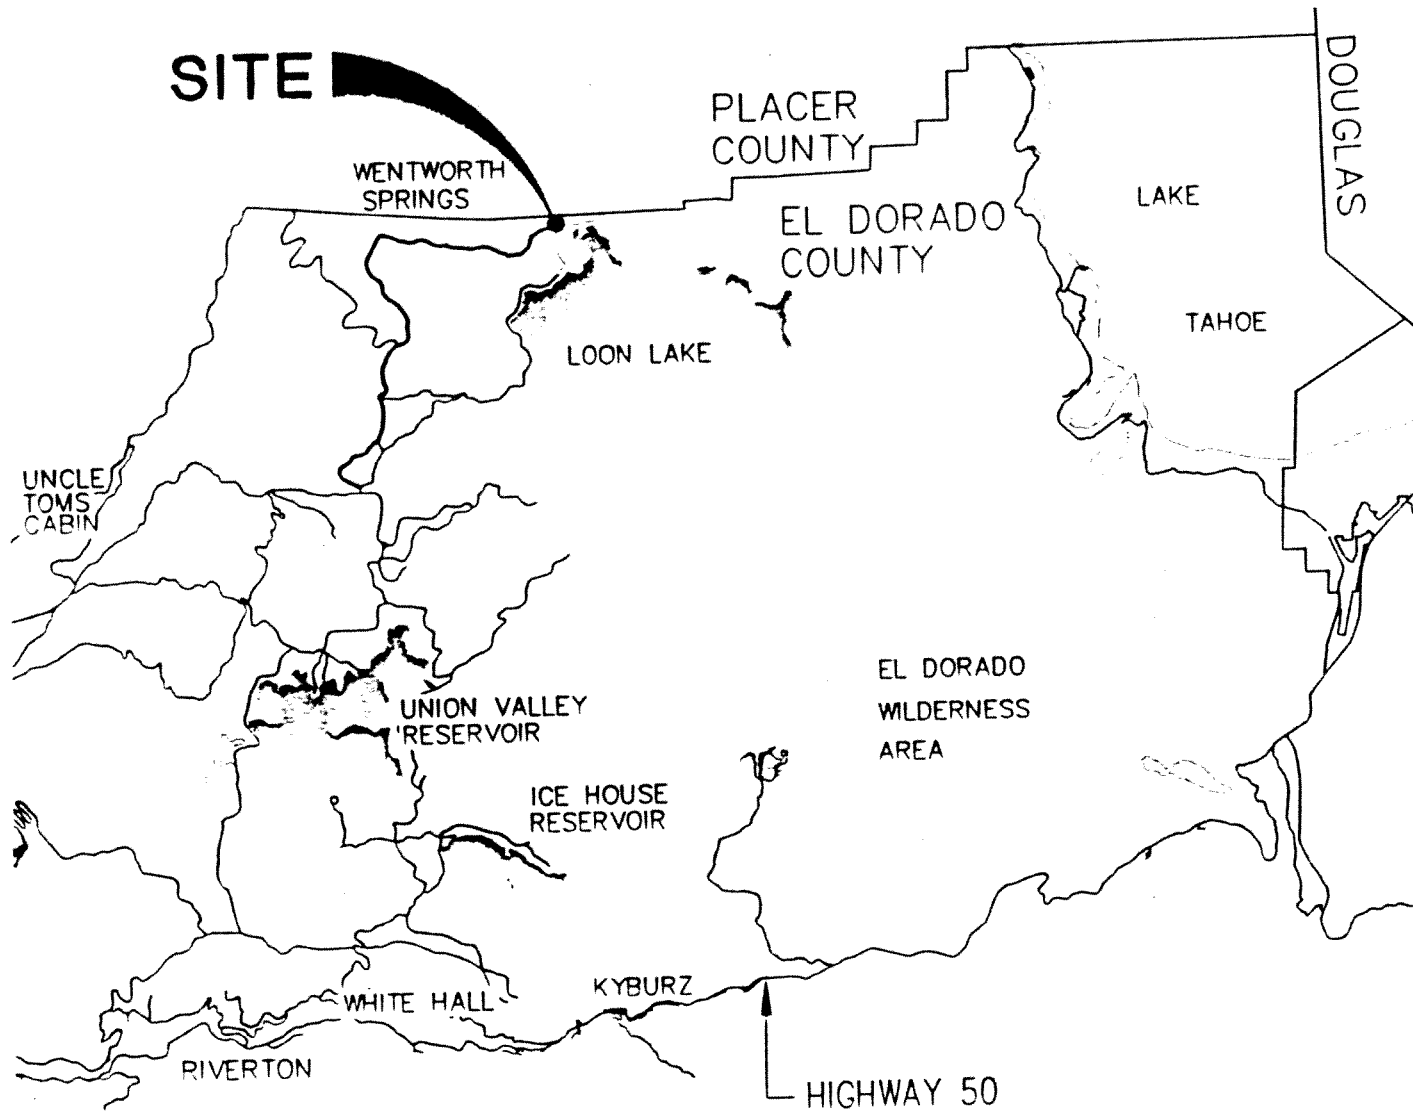 SITE
PLACER
COUNTY
DOUGLAS
WENTWORTH
SPRINGS
LAKE
EL DORADO
COUNTY
TAHOE
LOON LAKE
UNCLE
TOMS
CABIN
EL DORADO
WILDERNESS
AREA
UNION VALLEY
RESERVOIR
ICE HOUSE
RESERVOIR
KYBURZ
WHITE HALL
RIVERTON
HIGHWAY 50